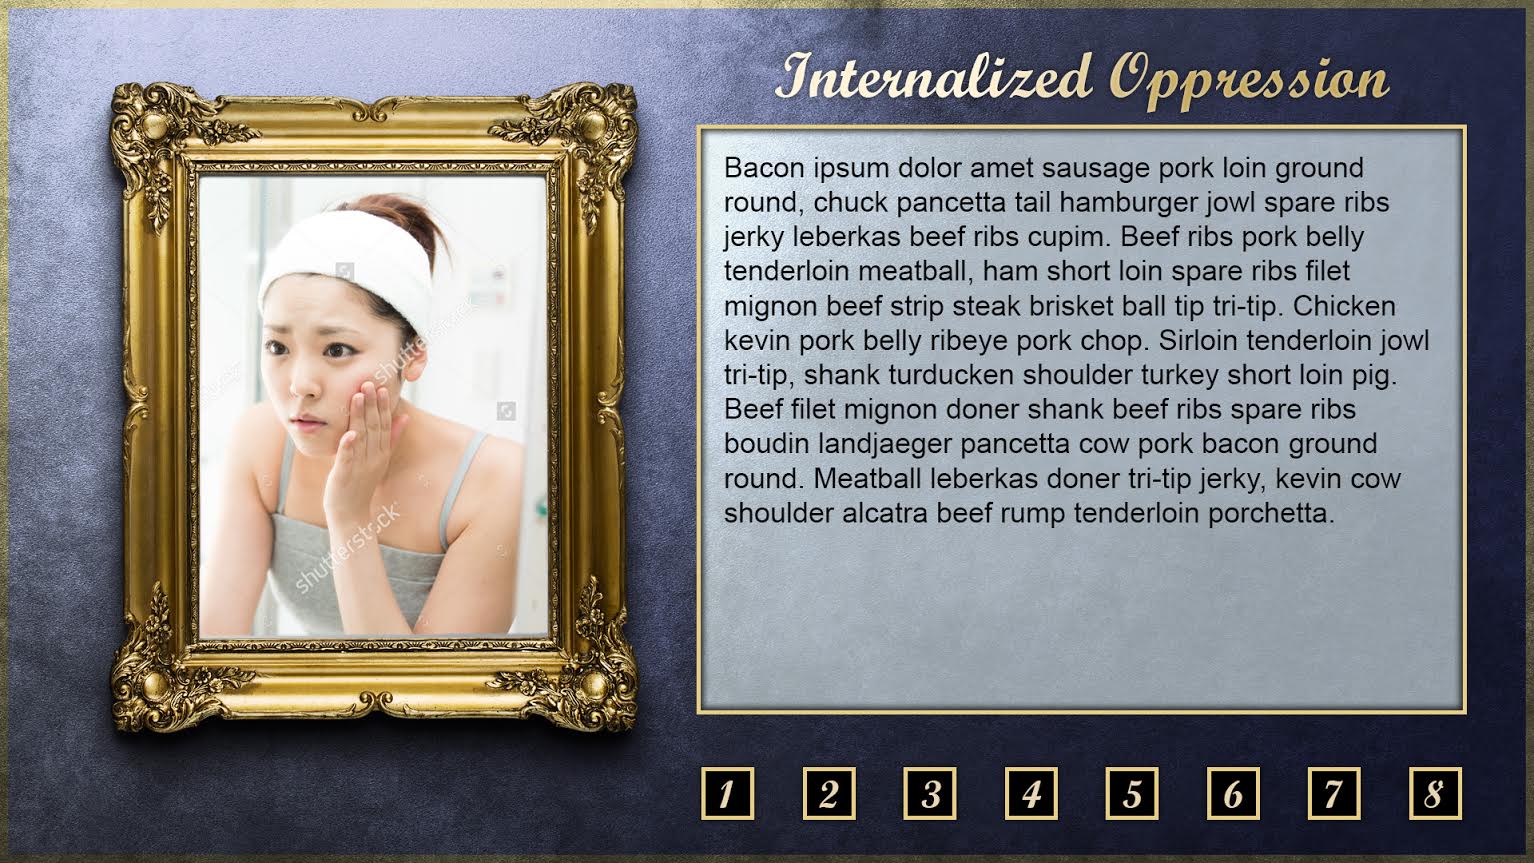 Internalized Oppression
Bacon ipsum dolor amet sausage pork loin ground
round, chuck pancetta tail hamburger jowl spare ribs
jerky leberkas beef ribs cupim. Beef ribs pork belly
tenderloin meatball, ham short loin spare ribs filet
mignon beef strip steak brisket ball tip tri-tip. Chicken
kevin pork belly ribeye pork chop. Sirloin tenderloin jowl
tri-tip, shank turducken shoulder turkey short loin pig.
Beef filet mignon doner shank beef ribs spare ribs
boudin landjaeger pancetta cow pork bacon ground
round. Meatball leberkas doner tri-tip jerky, kevin cow
shoulder alcatra beef rump tenderloin porchetta.
shutterstock
shutterstock
1 2 3 4 5 6 7 8